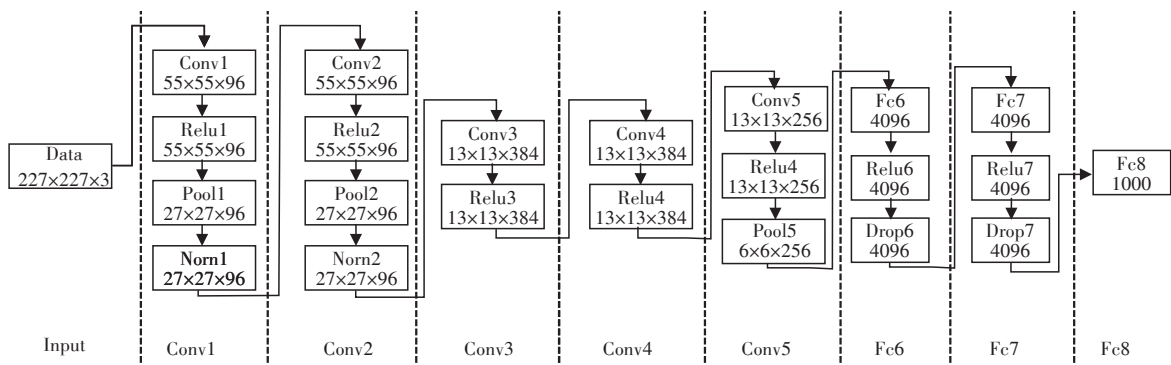 Data
227×227×3
Conv1
55×55×96
Relu1
55×55×96
Pool1
27×27×96
Norn1
27×27×96
Conv2
55×55×96
Relu2
55×55×96
Pool2
27×27×96
Norn2
27×27×96
Conv3
13×13×384
Relu3
13×13×384
Conv4
13×13×384
Relu4
13×13×384
Conv5
13×13×256
Relu4
13×13×256
Pool5
6×6×256
Fc6
4096
Relu6
4096
Drop6
4096
Fc7
4096
Relu7
4096
Drop7
4096
Fc8
1000
Input
Conv1
Conv2
Conv3
Conv4
Conv5
Fc6
Fc7
Fc8